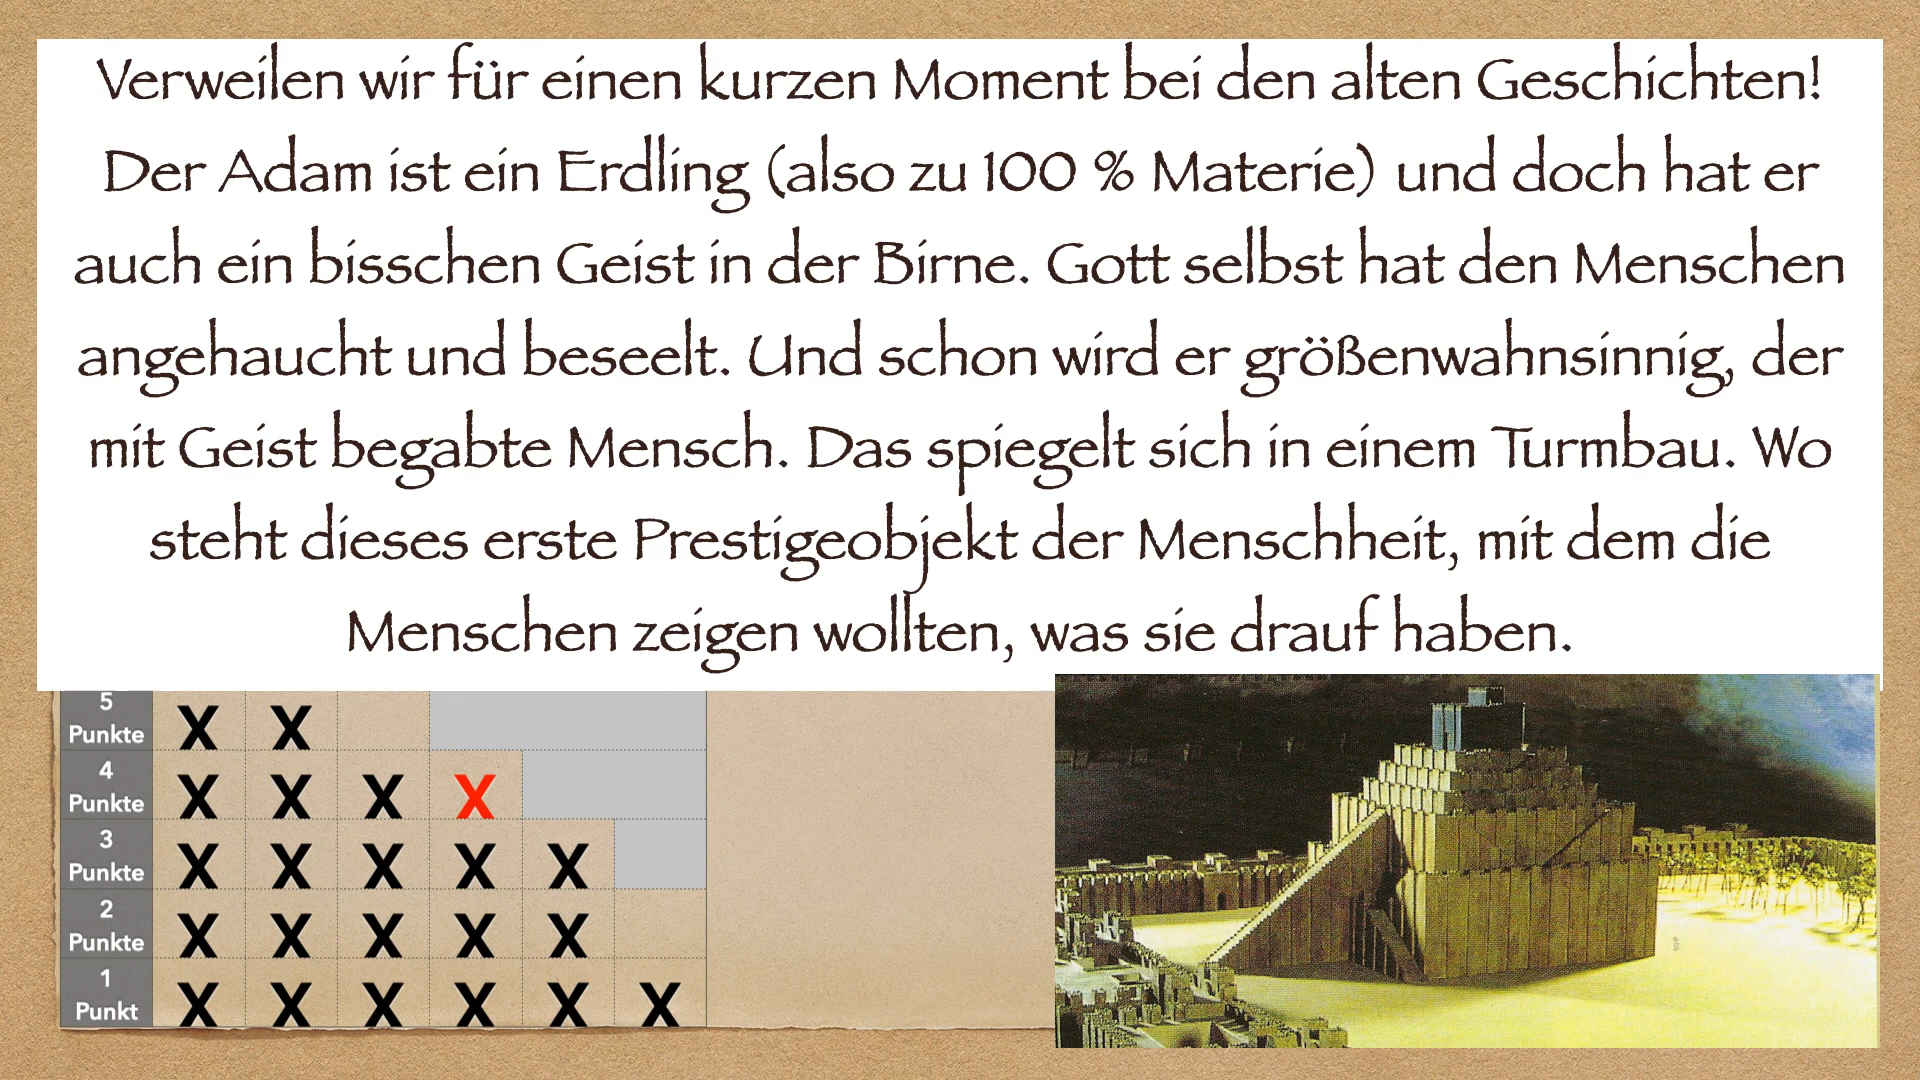 Verweilen wir für einen kurzen Moment bei den alten Geschichten!
Der Adam ist ein Erdling (also zu 100 % Materie) und doch hat er
auch ein bisschen Geist in der Birne. Gott selbst hat den Menschen
angehaucht und beseelt. Und schon wird er größenwahnsinnig, der
mit Geist begabte Mensch. Das spiegelt sich in einem Turmbau. Wo
steht dieses erste Prestigeobjekt der Menschheit, mit dem die
Menschen zeigen wollten, was sie drauf haben.
5
Punkte X X
4
Punkte X X X X
3
Punkte X X X X X
2
Punkte X X X X X
1
Punkt X X X X X X